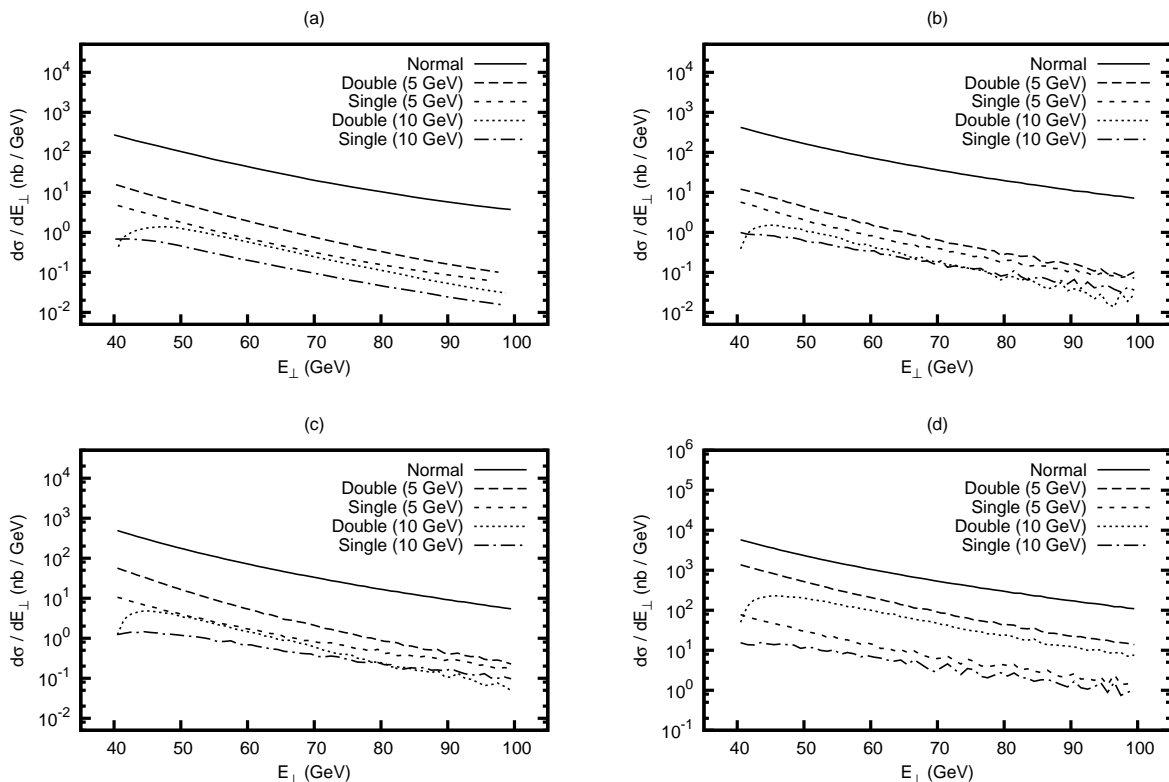 (a)
dσ / dE⊥ (nb / GeV)
10^4
10^3
10^2
10^1
10^0
10^-1
10^-2
Normal
Double (5 GeV)
Single (5 GeV)
Double (10 GeV)
Single (10 GeV)
40 50 60 70 80 90 100
E⊥ (GeV)
(b)
dσ / dE⊥ (nb / GeV)
10^4
10^3
10^2
10^1
10^0
10^-1
10^-2
Normal
Double (5 GeV)
Single (5 GeV)
Double (10 GeV)
Single (10 GeV)
40 50 60 70 80 90 100
E⊥ (GeV)
(c)
dσ / dE⊥ (nb / GeV)
10^4
10^3
10^2
10^1
10^0
10^-1
10^-2
Normal
Double (5 GeV)
Single (5 GeV)
Double (10 GeV)
Single (10 GeV)
40 50 60 70 80 90 100
E⊥ (GeV)
(d)
dσ / dE⊥ (nb / GeV)
10^6
10^5
10^4
10^3
10^2
10^1
10^0
10^-1
Normal
Double (5 GeV)
Single (5 GeV)
Double (10 GeV)
Single (10 GeV)
40 50 60 70 80 90 100
E⊥ (GeV)